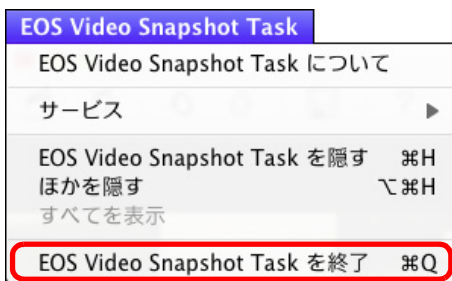 EOS Video Snapshot Task
EOS Video Snapshot Task について
サービス ▶
EOS Video Snapshot Task を隠す ⌘H
ほかを隠す ⌥⌘H
すべてを表示
EOS Video Snapshot Task を終了 ⌘Q